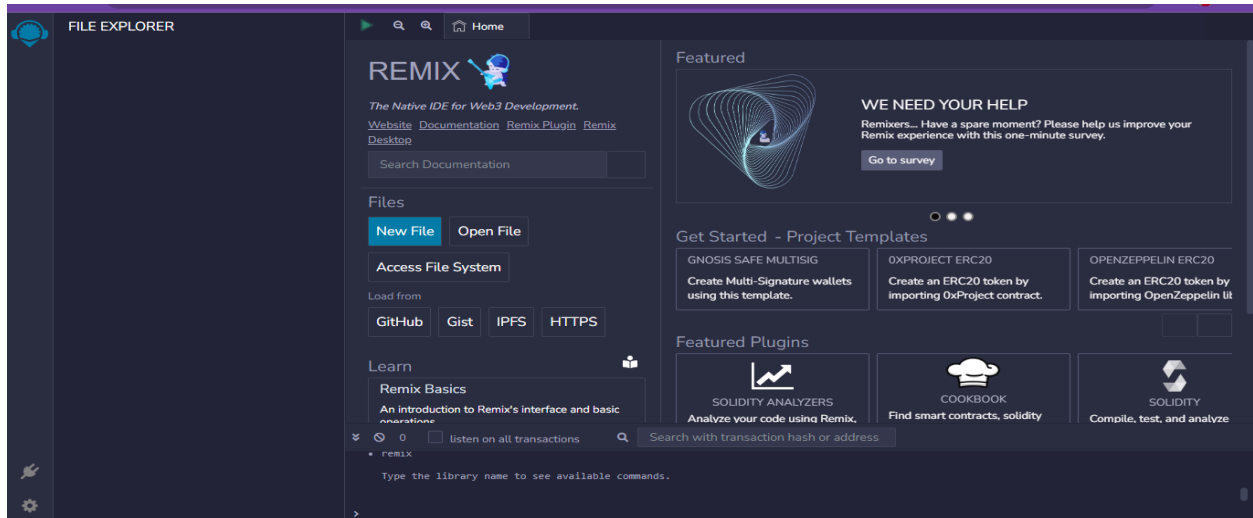 FILE EXPLORER
Home
REMIX
The Native IDE for Web3 Development.
Website Documentation Remix Plugin Remix
Desktop
Search Documentation
Files
New File Open File
Access File System
Load from
GitHub Gist IPFS HTTPS
Learn
Remix Basics
An introduction to Remix's interface and basic
operations
Featured
WE NEED YOUR HELP
Remixers... Have a spare moment? Please help us improve your
Remix experience with this one-minute survey.
Go to survey
Get Started - Project Templates
GNOSIS SAFE MULTISIG
Create Multi-Signature wallets
using this template.
0XPROJECT ERC20
Create an ERC20 token by
importing 0xProject contract.
OPENZEPPELIN ERC20
Create an ERC20 token by
importing OpenZeppelin lil
Featured Plugins
SOLIDITY ANALYZERS
Analyze your code using Remix,
COOKBOOK
Find smart contracts, solidity
SOLIDITY
Compile, test, and analyze
0 listen on all transactions Search with transaction hash or address
• remix
Type the library name to see available commands.
>